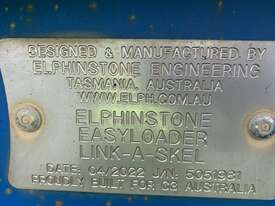 DESIGNED & MANUFACTURED BY
ELPHINSTONE ENGINEERING
TASMANIA. AUSTRALIA
WWW.ELPH.COM.AU
ELPHINSTONE
EASYLOADER
LINK-A-SKEL
DATE: 04/2022 J/N: 5051981
PROUDLY BUILT FOR C3 AUSTRALIA